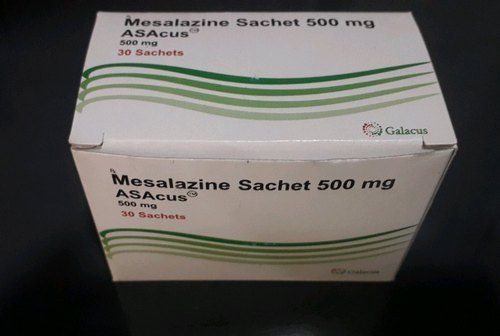 ℞
Mesalazine Sachet 500 mg
ASAcus
500 mg
30 Sachets
Galacus
℞
Mesalazine Sachet 500 mg
ASAcus
500 mg
30 Sachets
Galacus